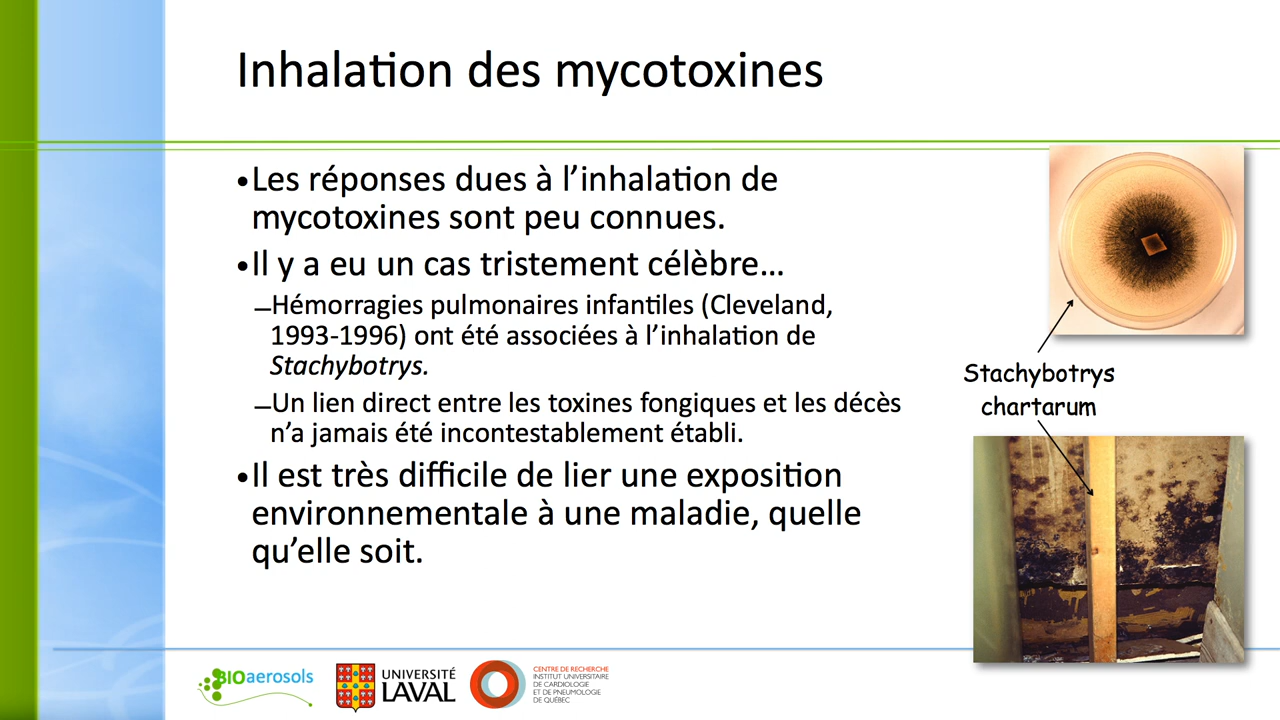 Inhalation des mycotoxines
•Les réponses dues à l’inhalation de
mycotoxines sont peu connues.
•Il y a eu un cas tristement célèbre…
–Hémorragies pulmonaires infantiles (Cleveland,
1993-1996) ont été associées à l’inhalation de
Stachybotrys.
–Un lien direct entre les toxines fongiques et les décès
n’a jamais été incontestablement établi.
•Il est très difficile de lier une exposition
environnementale à une maladie, quelle
qu’elle soit.
Stachybotrys
chartarum
BIOaerosols
UNIVERSITÉ
LAVAL
CENTRE DE RECHERCHE
INSTITUT UNIVERSITAIRE
DE CARDIOLOGIE
ET DE PNEUMOLOGIE
DE QUÉBEC